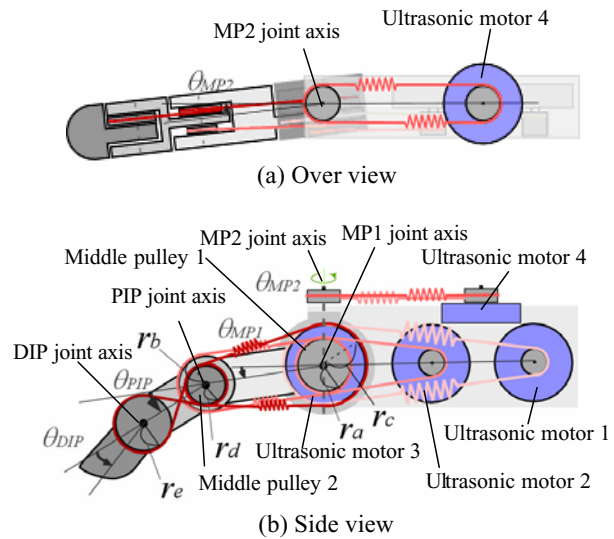 Ultrasonic motor 4
MP2 joint axis
θMP2
(a) Over view
MP2 joint axis
MP1 joint axis
Middle pulley 1
Ultrasonic motor 4
θMP2
PIP joint axis
θMP1
rb
DIP joint axis
θPIP
rc
θDIP
rd
ra
Ultrasonic motor 1
Ultrasonic motor 3
re
Middle pulley 2
Ultrasonic motor 2
(b) Side view